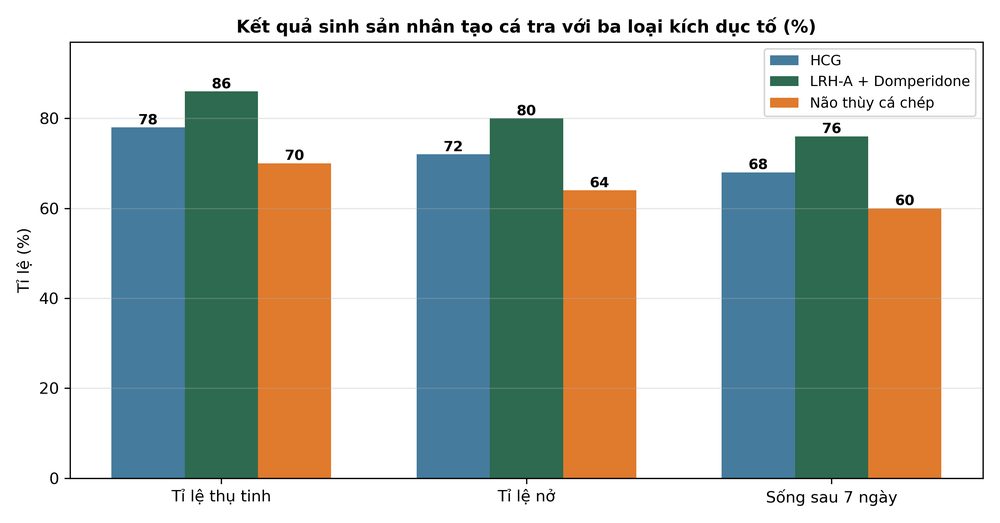 Kết quả sinh sản nhân tạo cá tra với ba loại kích dục tố (%)
HCG
LRH-A + Domperidone
Não thùy cá chép
Tỉ lệ (%)
80
60
40
20
0
78
86
70
72
80
64
68
76
60
Tỉ lệ thụ tinh
Tỉ lệ nở
Sống sau 7 ngày